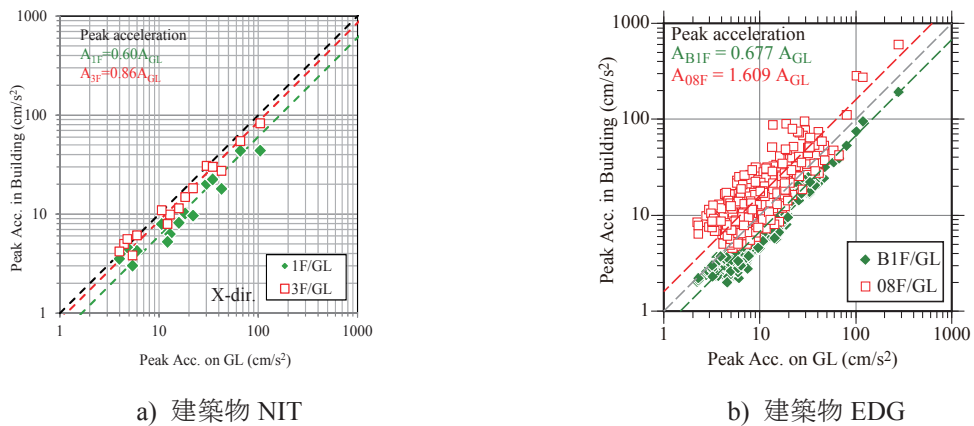 1000
100
10
1
Peak Acc. in Building (cm/s²)
Peak acceleration
A1F=0.60AGL
A3F=0.86AGL
1F/GL
3F/GL
X-dir.
1 10 100 1000
Peak Acc. on GL (cm/s²)
a) 建築物 NIT
1000
100
10
1
Peak Acc. in Building (cm/s²)
Peak acceleration
AB1F = 0.677 AGL
A08F = 1.609 AGL
B1F/GL
08F/GL
1 10 100 1000
Peak Acc. on GL (cm/s²)
b) 建築物 EDG